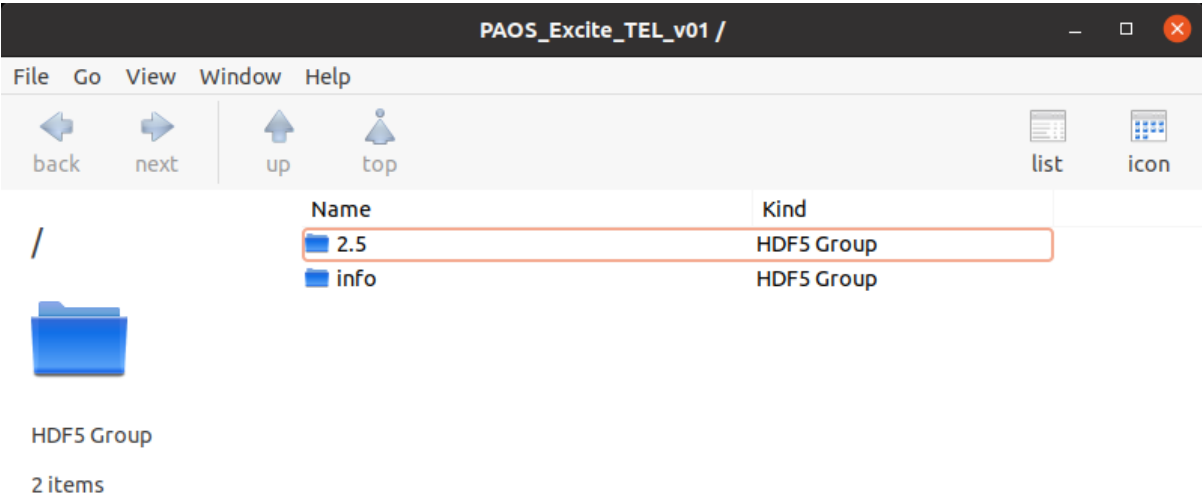 PAOS_Excite_TEL_v01 /
File Go View Window Help
back next up top list icon
Name Kind
/
2.5 HDF5 Group
info HDF5 Group
HDF5 Group
2 items